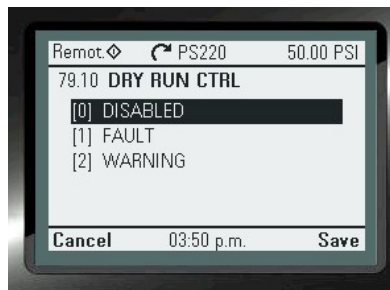 Remot. PS220 50.00 PSI
79.10 DRY RUN CTRL
[0] DISABLED
[1] FAULT
[2] WARNING
Cancel 03:50 p.m. Save